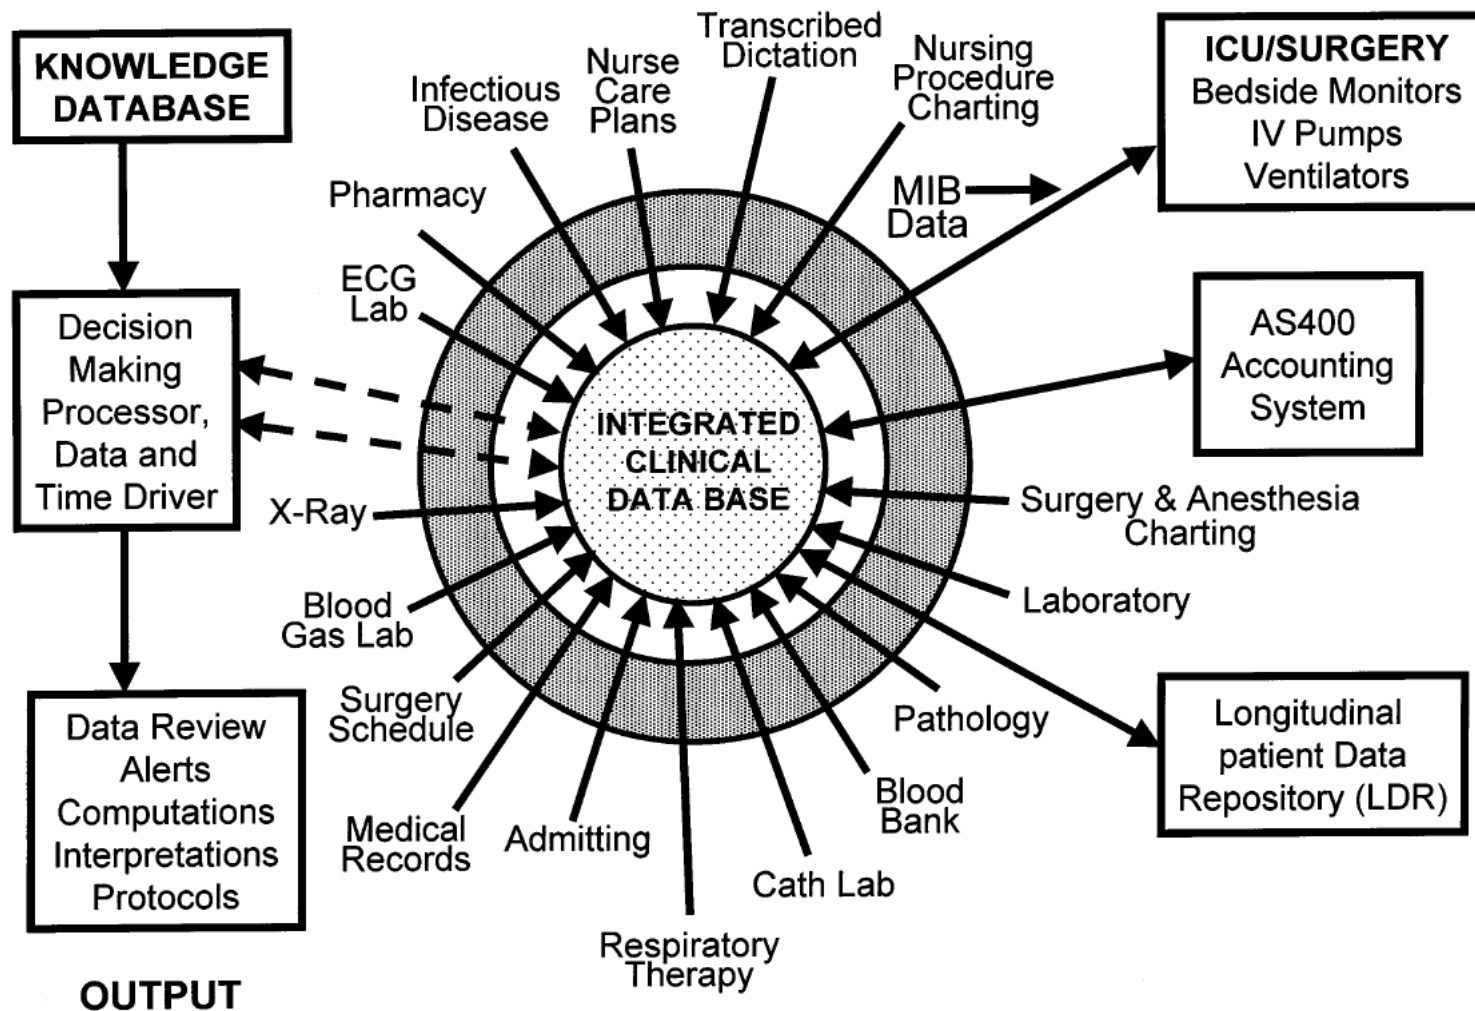 KNOWLEDGE
DATABASE
Decision
Making
Processor,
Data and
Time Driver
Data Review
Alerts
Computations
Interpretations
Protocols
OUTPUT
Transcribed
Dictation
Nurse
Care
Plans
Infectious
Disease
Pharmacy
ECG
Lab
X-Ray
Blood
Gas Lab
Surgery
Schedule
Medical
Records
Admitting
Respiratory
Therapy
Cath Lab
Blood
Bank
Pathology
Laboratory
Surgery & Anesthesia
Charting
Nursing
Procedure
Charting
MIB
Data
INTEGRATED
CLINICAL
DATA BASE
ICU/SURGERY
Bedside Monitors
IV Pumps
Ventilators
AS400
Accounting
System
Longitudinal
patient Data
Repository (LDR)